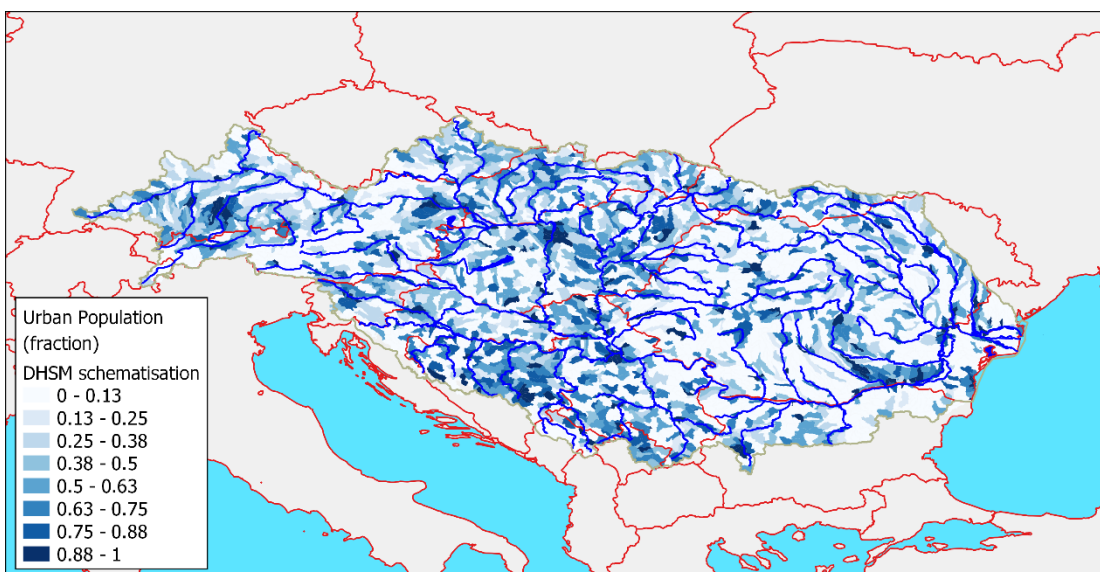 Urban Population
(fraction)
DHSM schematisation
0 - 0.13
0.13 - 0.25
0.25 - 0.38
0.38 - 0.5
0.5 - 0.63
0.63 - 0.75
0.75 - 0.88
0.88 - 1